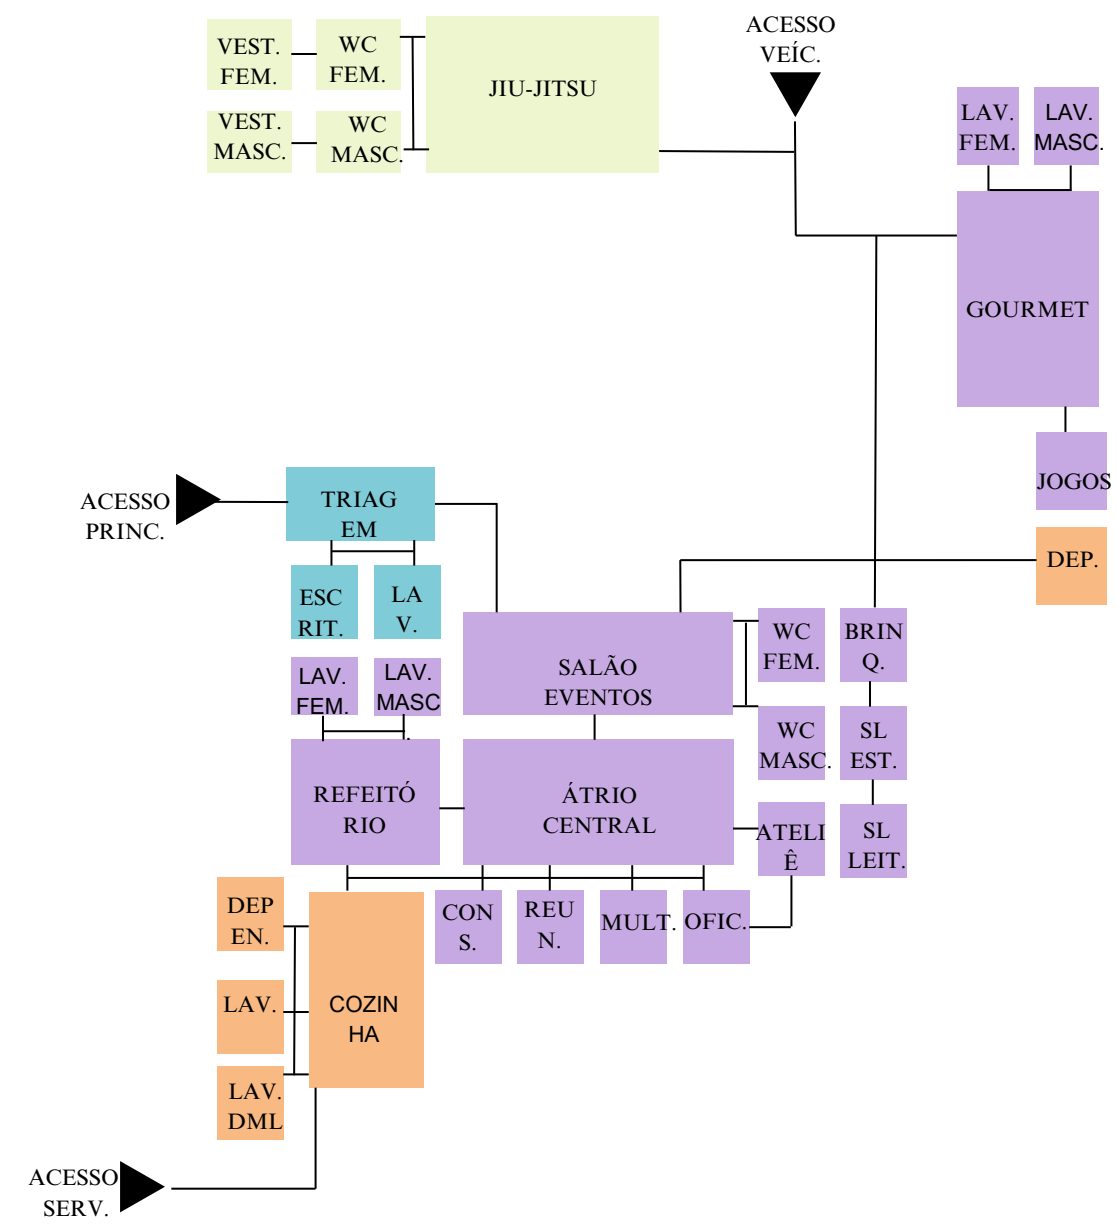 VEST.
FEM.
WC
FEM.
VEST.
MASC.
WC
MASC.
JIU-JITSU
ACESSO
VEÍC.
LAV.
FEM.
LAV.
MASC.
GOURMET
JOGOS
DEP.
ACESSO
PRINC.
TRIAG
EM
ESC
RIT.
LA
V.
LAV.
FEM.
LAV.
MASC
.
SALÃO
EVENTOS
WC
FEM.
BRIN
Q.
WC
MASC.
SL
EST.
REFEITÓ
RIO
ÁTRIO
CENTRAL
ATELI
Ê
SL
LEIT.
DEP
EN.
CON
S.
REU
N.
MULT.
OFIC.
LAV.
COZIN
HA
LAV.
DML
ACESSO
SERV.